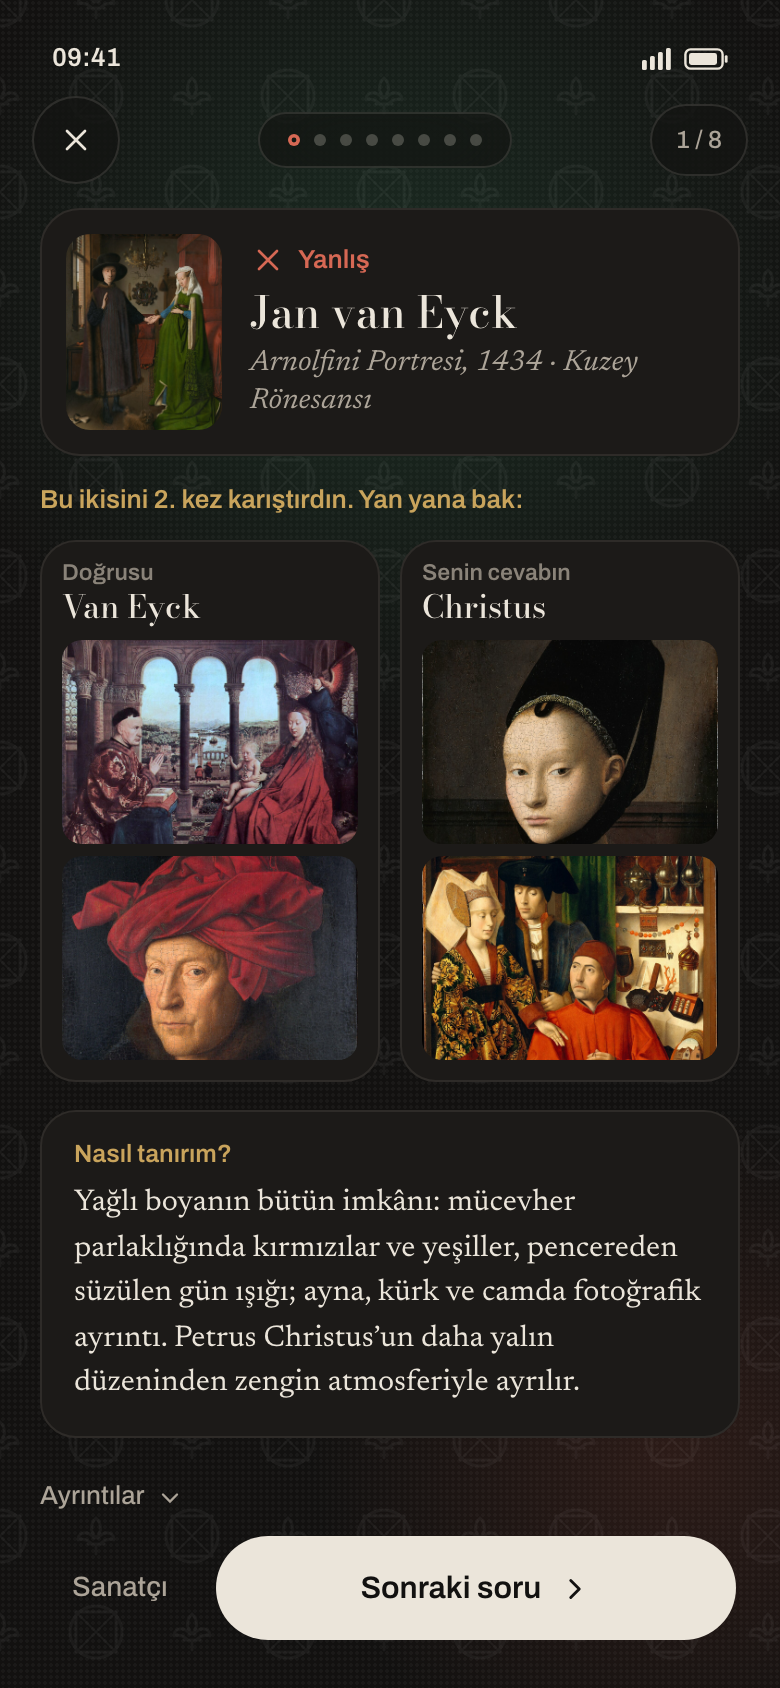 09:41
1 / 8
Yanlış
Jan van Eyck
Arnolfini Portresi, 1434 · Kuzey
Rönesansı
Bu ikisini 2. kez karıştırdın. Yan yana bak:
Doğrusu
Van Eyck
Senin cevabın
Christus
Nasıl tanırım?
Yağlı boyanın bütün imkânı: mücevher
parlaklığında kırmızılar ve yeşiller, pencereden
süzülen gün ışığı; ayna, kürk ve camda fotoğrafik
ayrıntı. Petrus Christus’un daha yalın
düzeninden zengin atmosferiyle ayrılır.
Ayrıntılar
Sanatçı
Sonraki soru